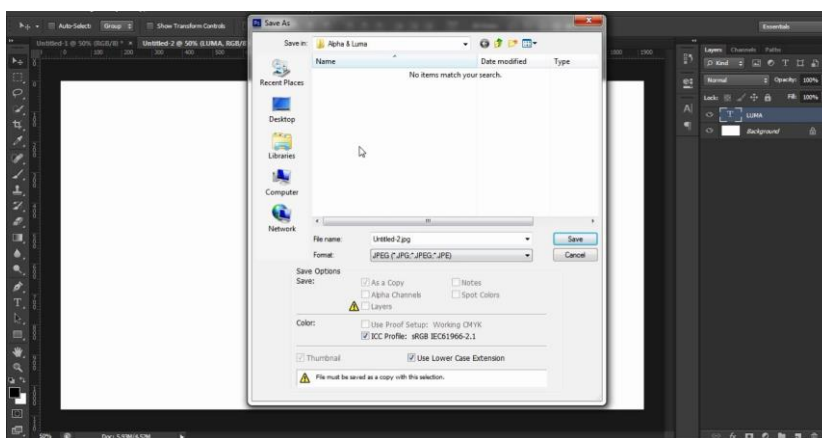 Save As
Auto-Select: Group Show Transform Controls Essentials
Untitled-1 @ 50% (RGB/8) * × Untitled-2 @ 50% (LUMA, RGB/8
Save in: Alpha & Luma
Name Date modified Type
No items match your search.
Recent Places
Desktop
Libraries
Computer
Network
File name: Untitled-2.jpg Save
Format: JPEG (*.JPG;*.JPEG;*.JPE) Cancel
Save Options
Save: As a Copy Notes
Alpha Channels Spot Colors
Layers
Color: Use Proof Setup: Working CMYK
ICC Profile: sRGB IEC61966-2.1
Thumbnail Use Lower Case Extension
File must be saved as a copy with this selection.
Layers Channels Paths
Kind
Normal Opacity: 100%
Lock: Fill: 100%
LUMA
Background
50%